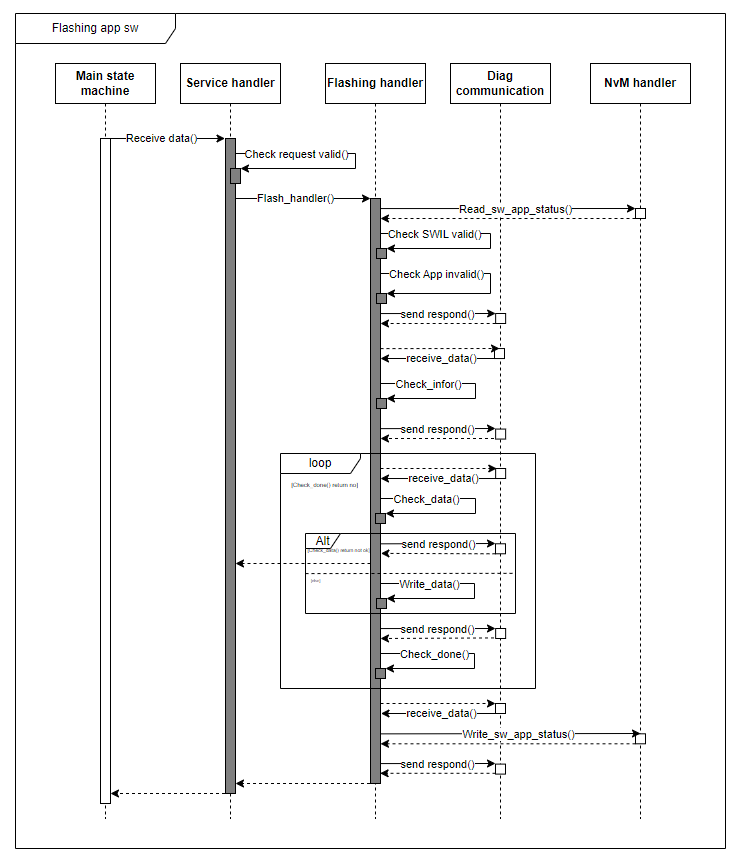 Flashing app sw
Main state
machine
Service handler
Flashing handler
Diag
communication
NvM handler
Receive data()
Check request valid()
Flash_handler()
Read_sw_app_status()
Check SWIL valid()
Check App invalid()
send respond()
receive_data()
Check_infor()
send respond()
loop
receive_data()
[Check_done() return no]
Check_data()
Alt
send respond()
[Check_data() return not ok]
[else]
Write_data()
send respond()
Check_done()
receive_data()
Write_sw_app_status()
send respond()